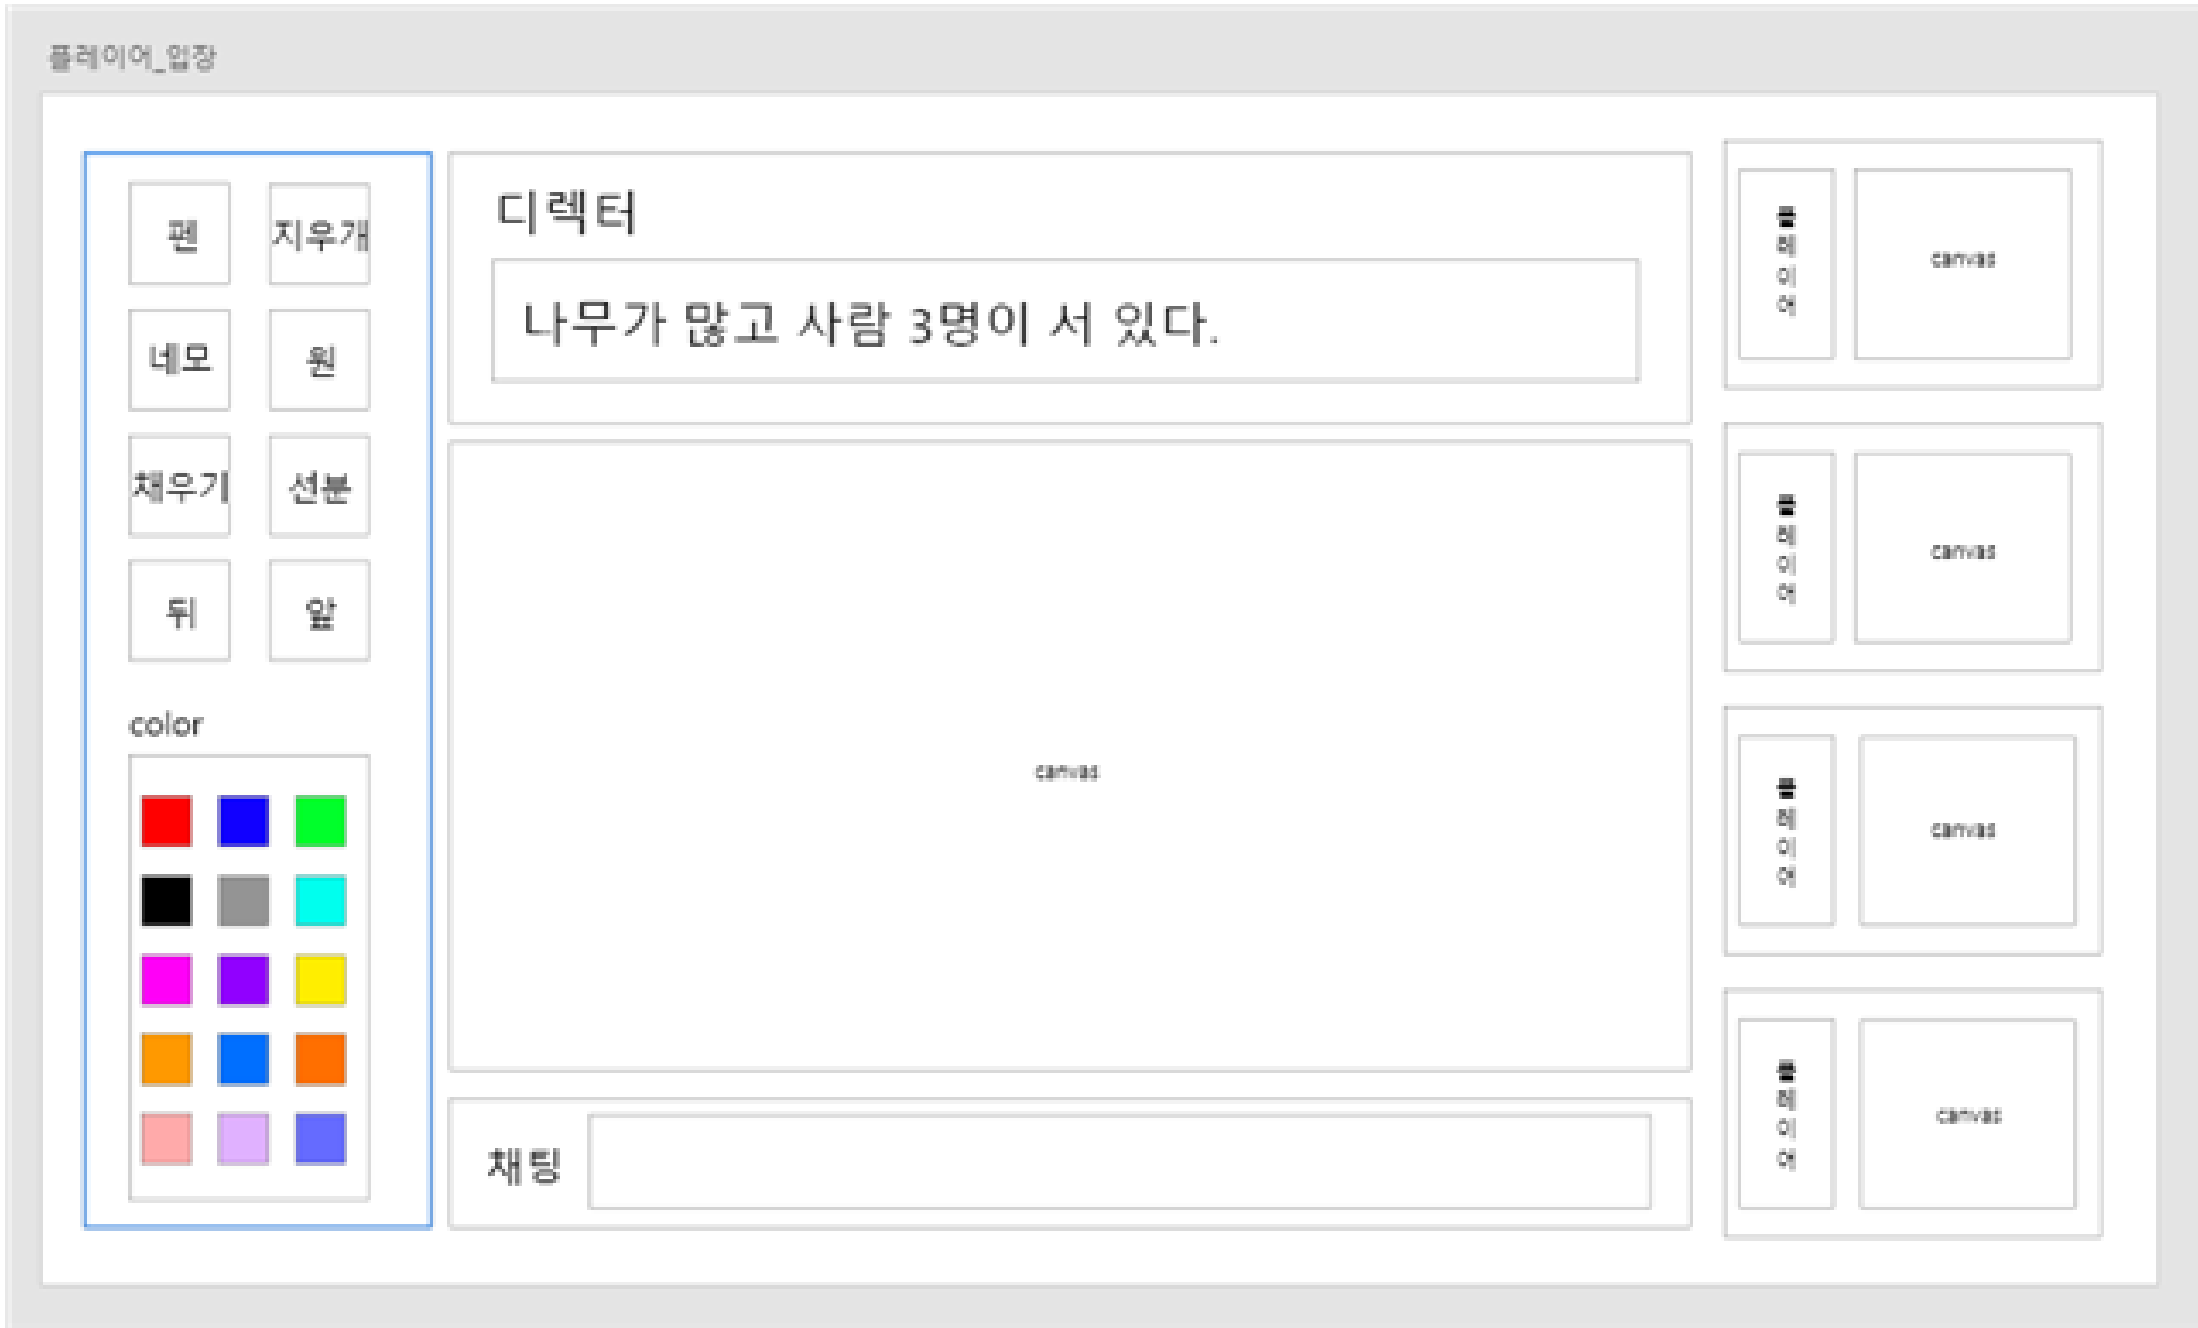 플레이어_입장
펜
지우개
네모
원
채우기
선분
뒤
앞
color
디렉터
나무가 많고 사람 3명이 서 있다.
canvas
채팅
플레이어
canvas
플레이어
canvas
플레이어
canvas
플레이어
canvas